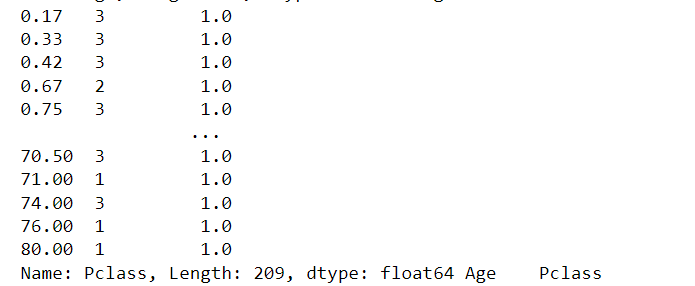 0.17  3         1.0
0.33  3         1.0
0.42  3         1.0
0.67  2         1.0
0.75  3         1.0
...
70.50  3         1.0
71.00  1         1.0
74.00  3         1.0
76.00  1         1.0
80.00  1         1.0
Name: Pclass, Length: 209, dtype: float64 Age    Pclass